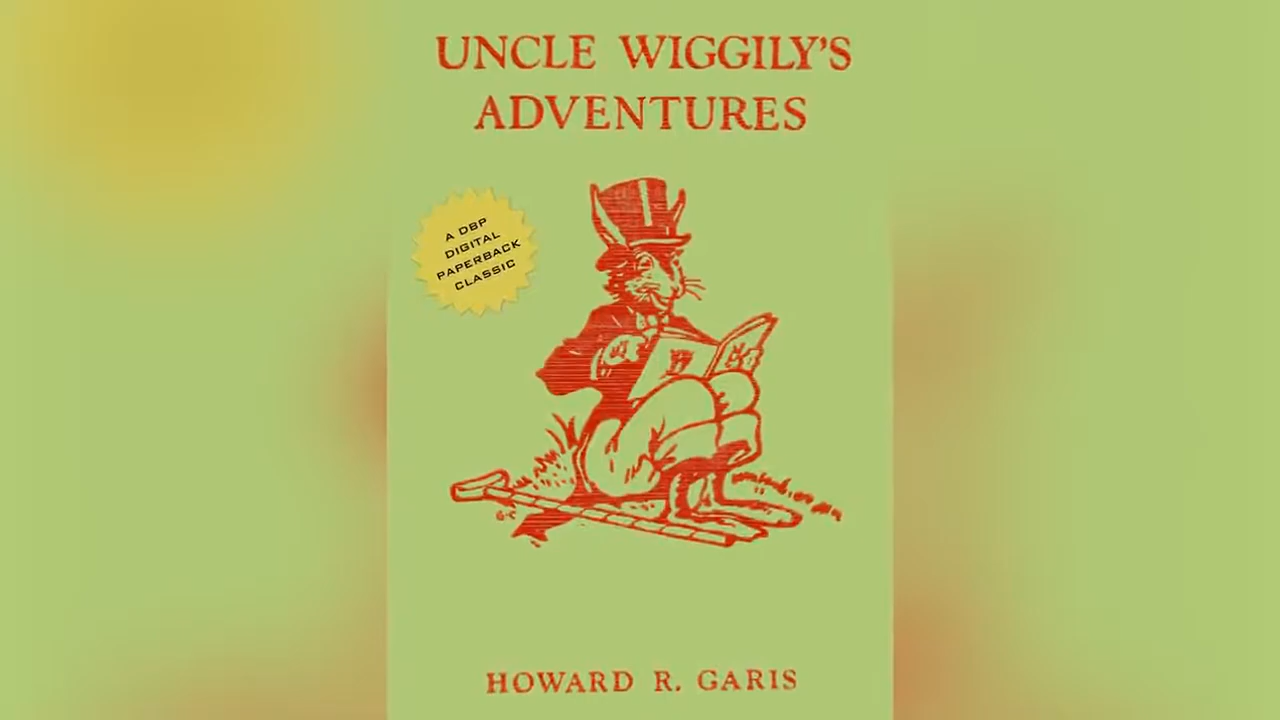 UNCLE WIGGILY'S
ADVENTURES
A DBP
DIGITAL
PAPERBACK
CLASSIC
G-C
HOWARD R. GARIS